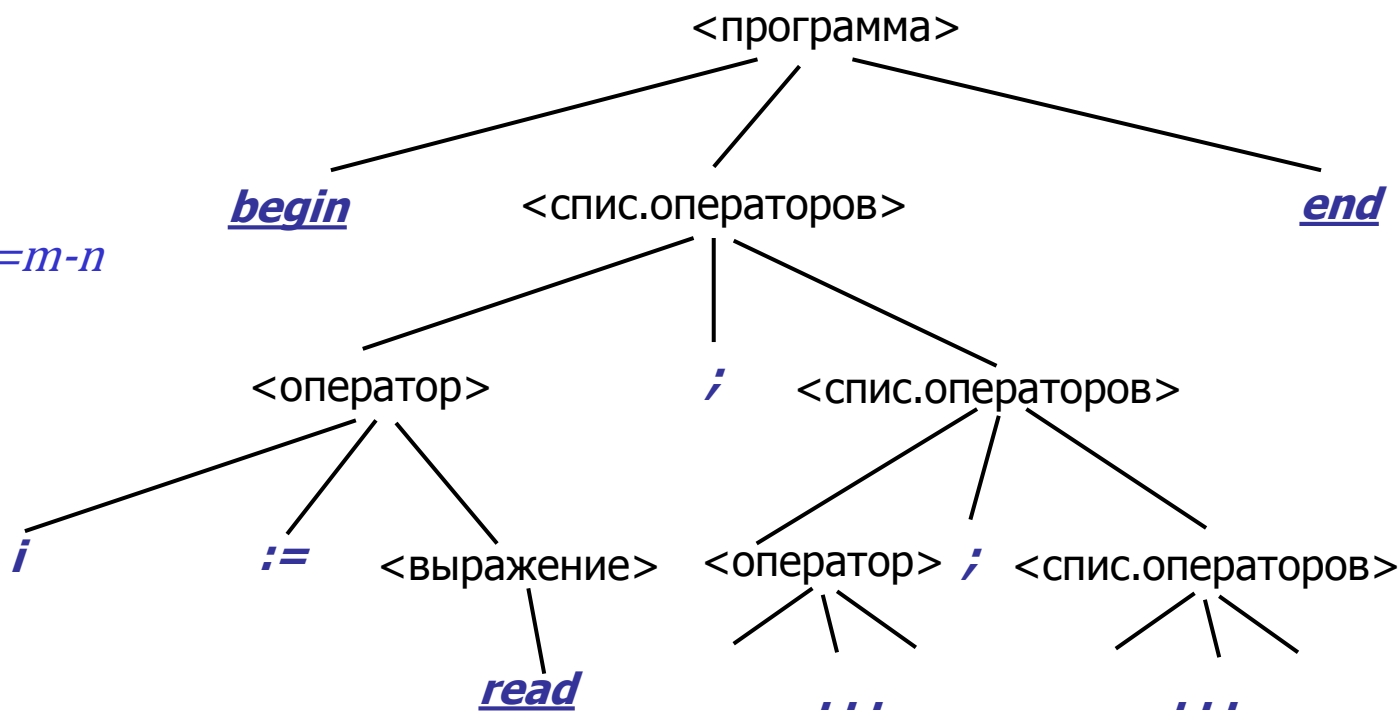 <программа>
begin <спис.операторов> end
=m-n
<оператор> ; <спис.операторов>
i := <выражение> <оператор> ; <спис.операторов>
read